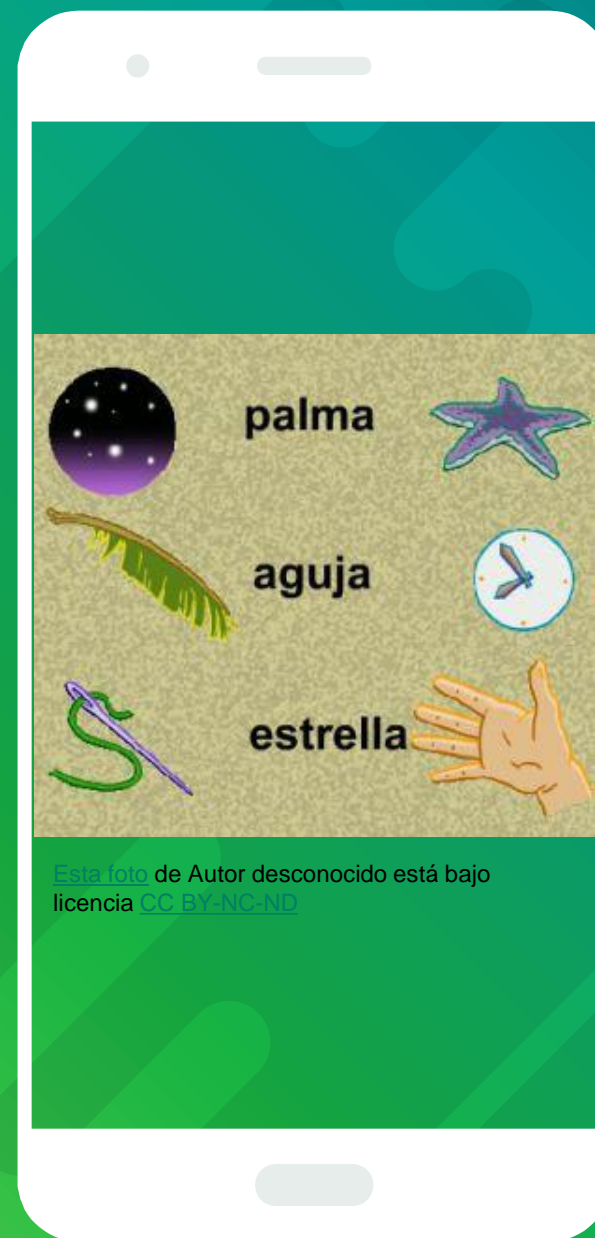 palma
aguja
estrella
Esta foto de Autor desconocido está bajo
licencia CC BY-NC-ND